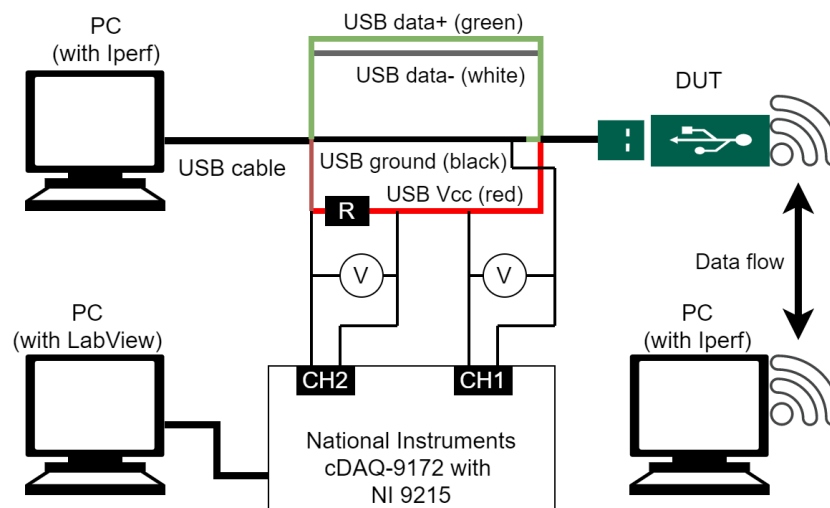 PC
(with Iperf)
USB data+ (green)
USB data- (white)
DUT
USB cable
USB ground (black)
USB Vcc (red)
R
V
V
Data flow
PC
(with LabView)
PC
(with Iperf)
CH2
CH1
National Instruments
cDAQ-9172 with
NI 9215